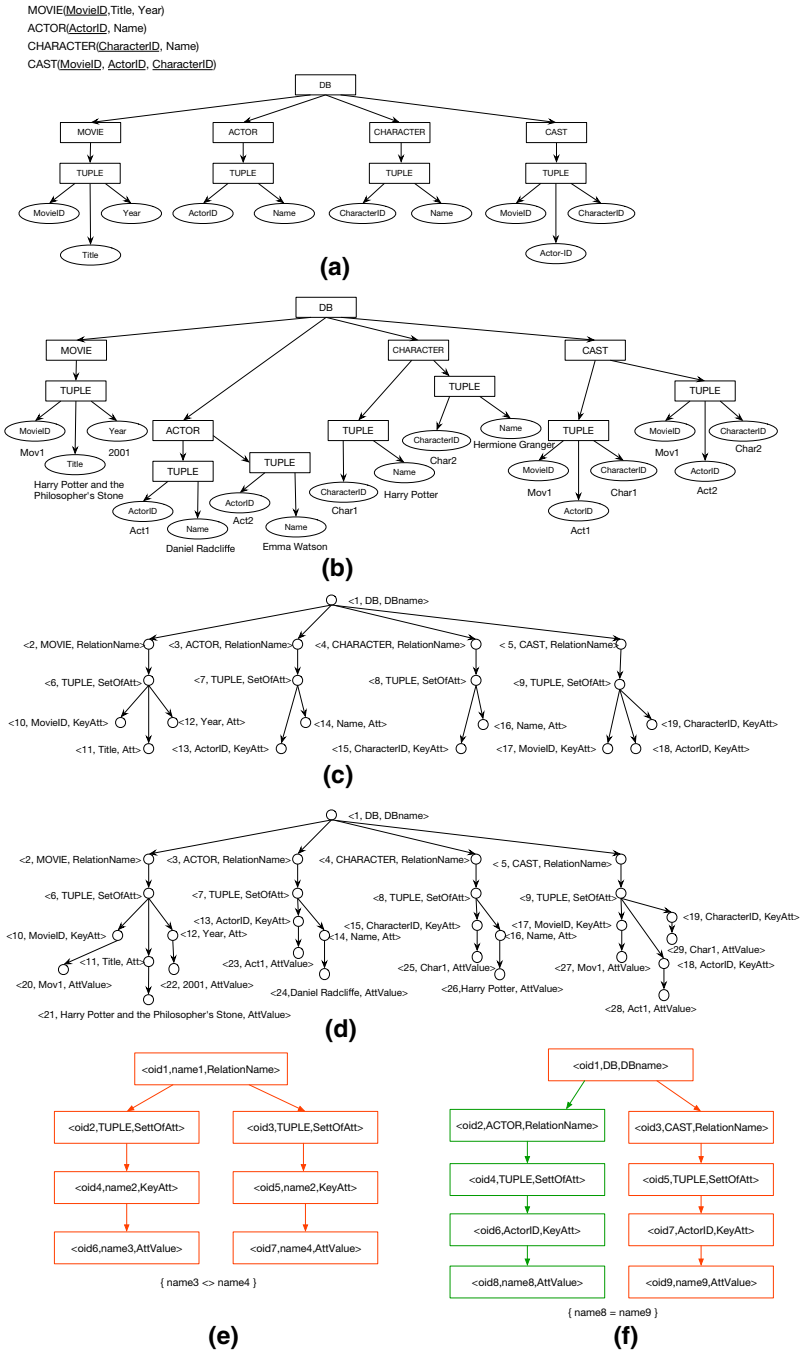 MOVIE(MovieID,Title, Year)
ACTOR(ActorID, Name)
CHARACTER(CharacterID, Name)
CAST(MovieID, ActorID, CharacterID)
DB
MOVIE ACTOR CHARACTER CAST
TUPLE TUPLE TUPLE TUPLE
MovieID Year ActorID Name CharacterID Name MovieID CharacterID
Title Actor-ID
(a)
DB
MOVIE CHARACTER CAST
TUPLE TUPLE TUPLE
MovieID Year ACTOR TUPLE Name MovieID CharacterID
Mov1 2001 CharacterID Hermione Granger Mov1 Char2
Title TUPLE TUPLE Char2 TUPLE ActorID
Harry Potter and the
Philosopher's Stone
Name MovieID CharacterID Act2
Harry Potter Mov1 Char1
ActorID ActorID CharacterID ActorID
Act1 Act2 Char1 Act1
Name Name
Daniel Radcliffe Emma Watson
(b)
<1, DB, DBname>
<2, MOVIE, RelationName> <3, ACTOR, RelationName> <4, CHARACTER, RelationName> < 5, CAST, RelationName>
<6, TUPLE, SetOfAtt> <7, TUPLE, SetOfAtt> <8, TUPLE, SetOfAtt> <9, TUPLE, SetOfAtt>
<10, MovieID, KeyAtt> <12, Year, Att> <14, Name, Att> <16, Name, Att> <19, CharacterID, KeyAtt>
<11, Title, Att> <13, ActorID, KeyAtt> <15, CharacterID, KeyAtt> <17, MovieID, KeyAtt> <18, ActorID, KeyAtt>
(c)
<1, DB, DBname>
<2, MOVIE, RelationName> <3, ACTOR, RelationName> <4, CHARACTER, RelationName> < 5, CAST, RelationName>
<6, TUPLE, SetOfAtt> <7, TUPLE, SetOfAtt> <8, TUPLE, SetOfAtt> <9, TUPLE, SetOfAtt>
<13, ActorID, KeyAtt> <15, CharacterID, KeyAtt> <17, MovieID, KeyAtt> <19, CharacterID, KeyAtt>
<10, MovieID, KeyAtt> <12, Year, Att> <14, Name, Att> <16, Name, Att>
<29, Char1, AttValue>
<11, Title, Att> <23, Act1, AttValue> <25, Char1, AttValue> <27, Mov1, AttValue> <18, ActorID, KeyAtt>
<20, Mov1, AttValue> <22, 2001, AttValue> <24,Daniel Radcliffe, AttValue> <26,Harry Potter, AttValue>
<21, Harry Potter and the Philosopher's Stone, AttValue> <28, Act1, AttValue>
(d)
<oid1,name1,RelationName>
<oid2,TUPLE,SettOfAtt> <oid3,TUPLE,SettOfAtt>
<oid4,name2,KeyAtt> <oid5,name2,KeyAtt>
<oid6,name3,AttValue> <oid7,name4,AttValue>
{ name3 <> name4 }
(e)
<oid1,DB,DBname>
<oid2,ACTOR,RelationName> <oid3,CAST,RelationName>
<oid4,TUPLE,SettOfAtt> <oid5,TUPLE,SettOfAtt>
<oid6,ActorID,KeyAtt> <oid7,ActorID,KeyAtt>
<oid8,name8,AttValue> <oid9,name9,AttValue>
{ name8 = name9 }
(f)